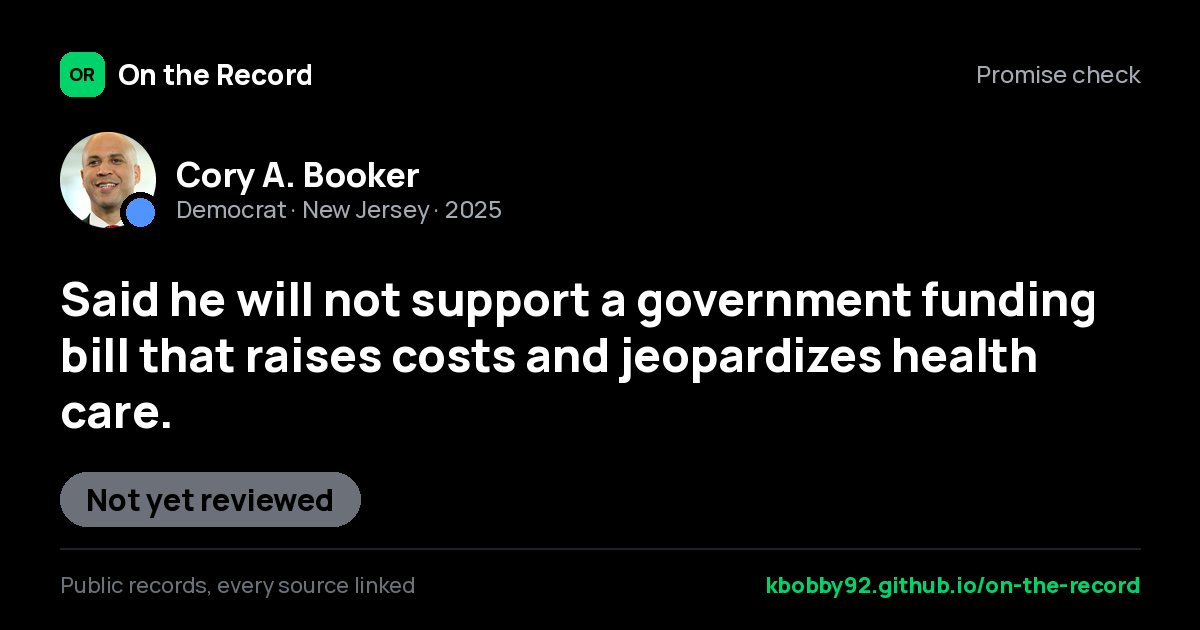 OR On the Record
Promise check
Cory A. Booker
Democrat · New Jersey · 2025
Said he will not support a government funding
bill that raises costs and jeopardizes health
care.
Not yet reviewed
Public records, every source linked
kbobby92.github.io/on-the-record